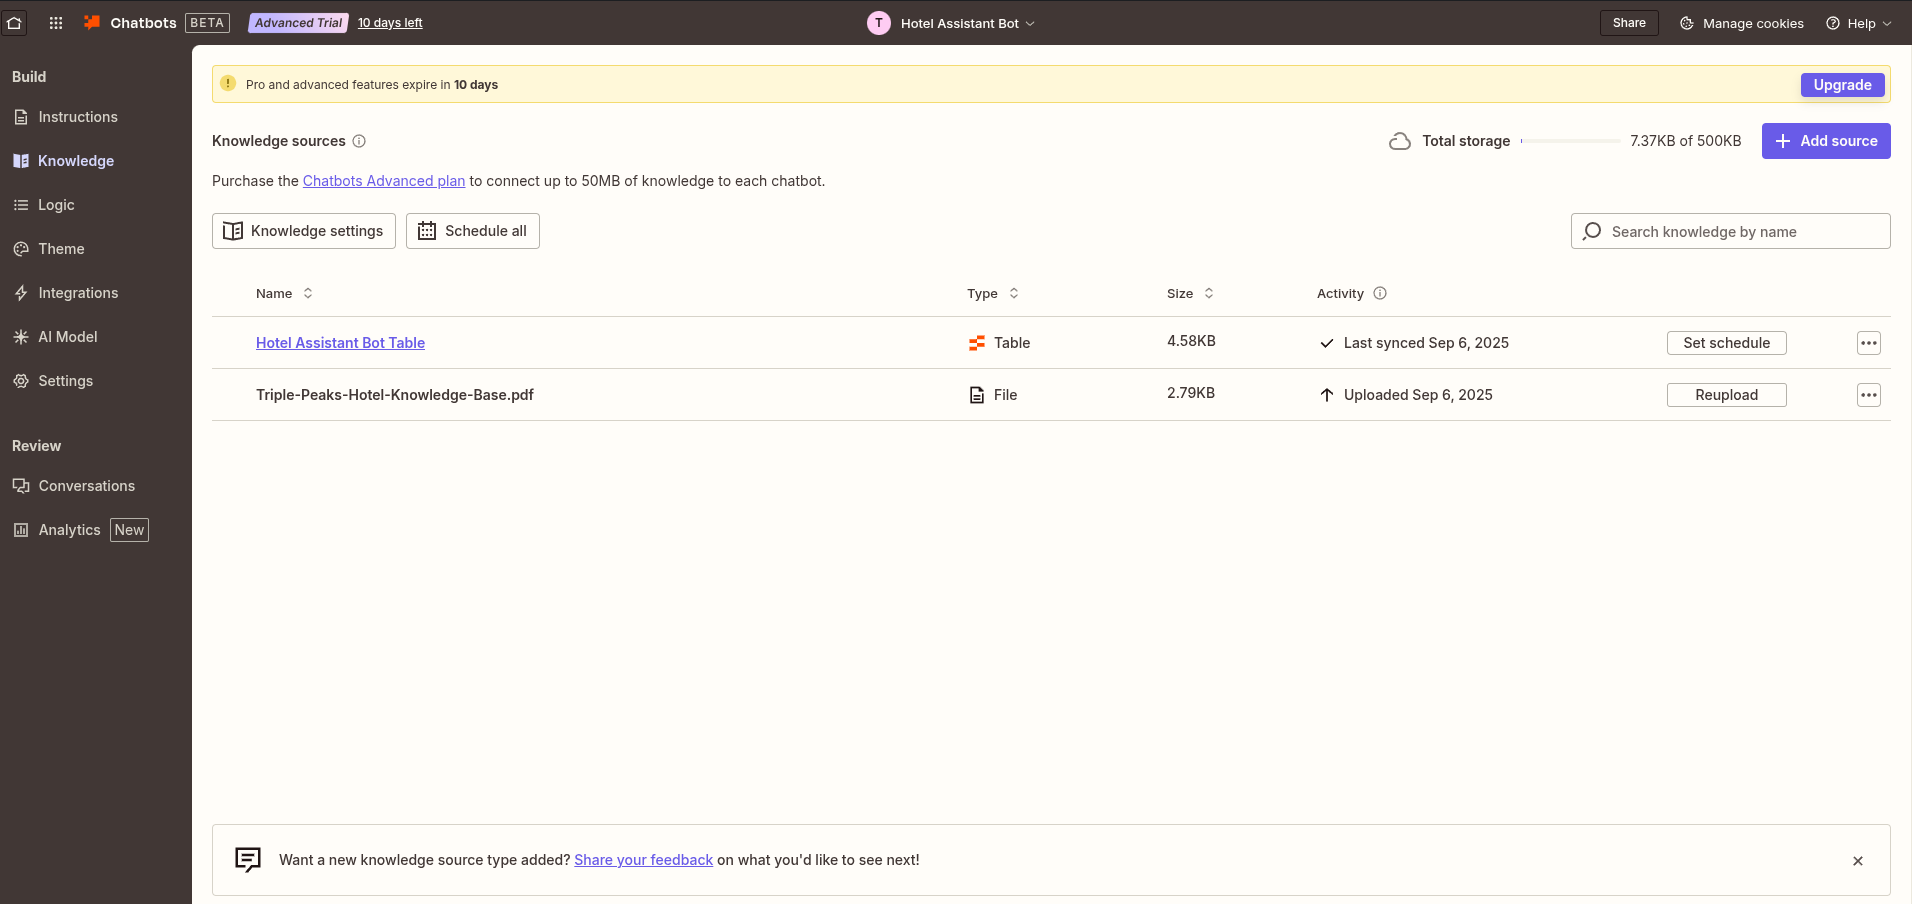 Chatbots BETA Advanced Trial 10 days left T Hotel Assistant Bot Share Manage cookies Help
Build
Instructions
Knowledge
Logic
Theme
Integrations
AI Model
Settings
Review
Conversations
Analytics New
Pro and advanced features expire in 10 days Upgrade
Knowledge sources Total storage 7.37KB of 500KB Add source
Purchase the Chatbots Advanced plan to connect up to 50MB of knowledge to each chatbot.
Knowledge settings Schedule all Search knowledge by name
Name Type Size Activity
Hotel Assistant Bot Table Table 4.58KB Last synced Sep 6, 2025 Set schedule
Triple-Peaks-Hotel-Knowledge-Base.pdf File 2.79KB Uploaded Sep 6, 2025 Reupload
Want a new knowledge source type added? Share your feedback on what you'd like to see next!